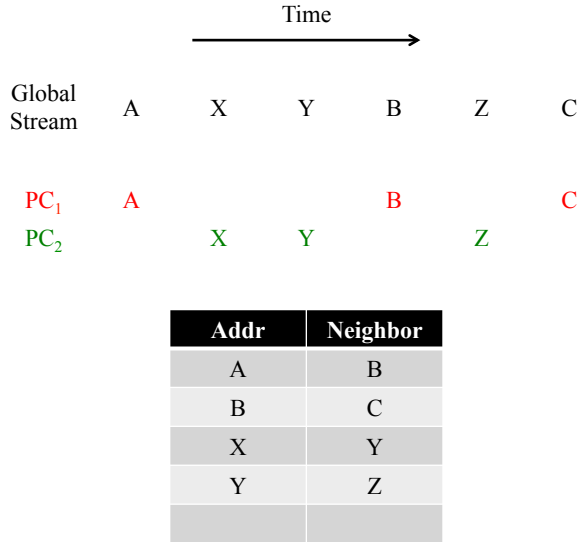 Time
Global
Stream A X Y B Z C
PC₁ A B C
PC₂ X Y Z
Addr Neighbor
A B
B C
X Y
Y Z